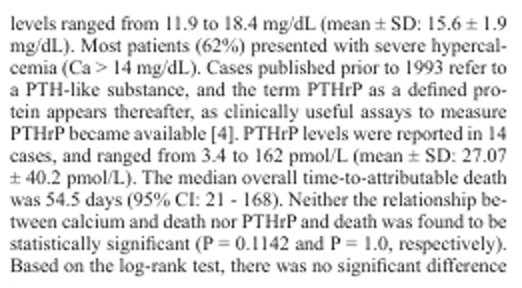 levels ranged from 11.9 to 18.4 mg/dL (mean ± SD: 15.6 ± 1.9
mg/dL). Most patients (62%) presented with severe hypercal-
cemia (Ca > 14 mg/dL). Cases published prior to 1993 refer to
a PTH-like substance, and the term PTHrP as a defined pro-
tein appears thereafter, as clinically useful assays to measure
PTHrP became available [4]. PTHrP levels were reported in 14
cases, and ranged from 3.4 to 162 pmol/L (mean ± SD: 27.07
± 40.2 pmol/L). The median overall time-to-attributable death
was 54.5 days (95% CI: 21 - 168). Neither the relationship be-
tween calcium and death nor PTHrP and death was found to be
statistically significant (P = 0.1142 and P = 1.0, respectively).
Based on the log-rank test, there was no significant difference